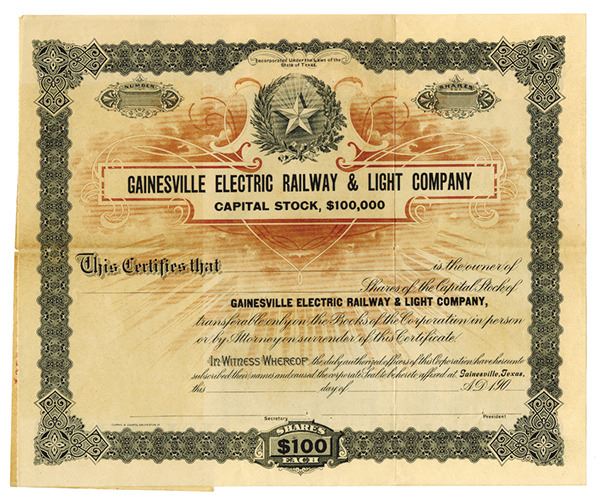 Incorporated Under the Laws of the
State of Texas.
NUMBER
SHARES
GAINESVILLE ELECTRIC RAILWAY & LIGHT COMPANY
CAPITAL STOCK, $100,000
This Certifies that is the owner of
Shares of the Capital Stock of
GAINESVILLE ELECTRIC RAILWAY & LIGHT COMPANY,
transferable only on the Books of the Corporation in person
or by Attorney on surrender of this Certificate.
IN WITNESS WHEREOF the duly authorized officers of this Corporation have hereunto
subscribed their names and caused the corporate Seal to be hereto affixed at Gainesville, Texas,
this day of A.D. 190
Secretary President
SHARES
$100
EACH